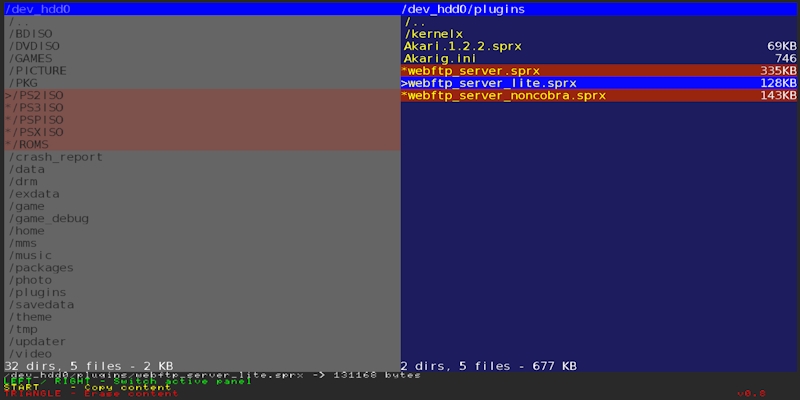 /dev_hdd0
/..
/BDISO
/DVDISO
/GAMES
/PICTURE
/PKG
>/PS2ISO
*/PS3ISO
*/PSPISO
*/PSXISO
*/ROMS
/crash_report
/data
/drm
/exdata
/game
/game_debug
/home
/mms
/music
/packages
/photo
/plugins
/savedata
/theme
/tmp
/updater
/video
32 dirs, 5 files - 2 KB
/dev_hdd0/plugins
/..
/kernelx
Akari.1.2.2.sprx 69KB
Akarig.ini 746
*webftp_server.sprx 335KB
>webftp_server_lite.sprx 128KB
*webftp_server_noncobra.sprx 143KB
2 dirs, 5 files - 677 KB
/dev_hdd0/plugins/webftp_server_lite.sprx -> 131168 bytes
LEFT / RIGHT - Switch active panel
START - Copy content
TRIANGLE - Erase content
v0.8